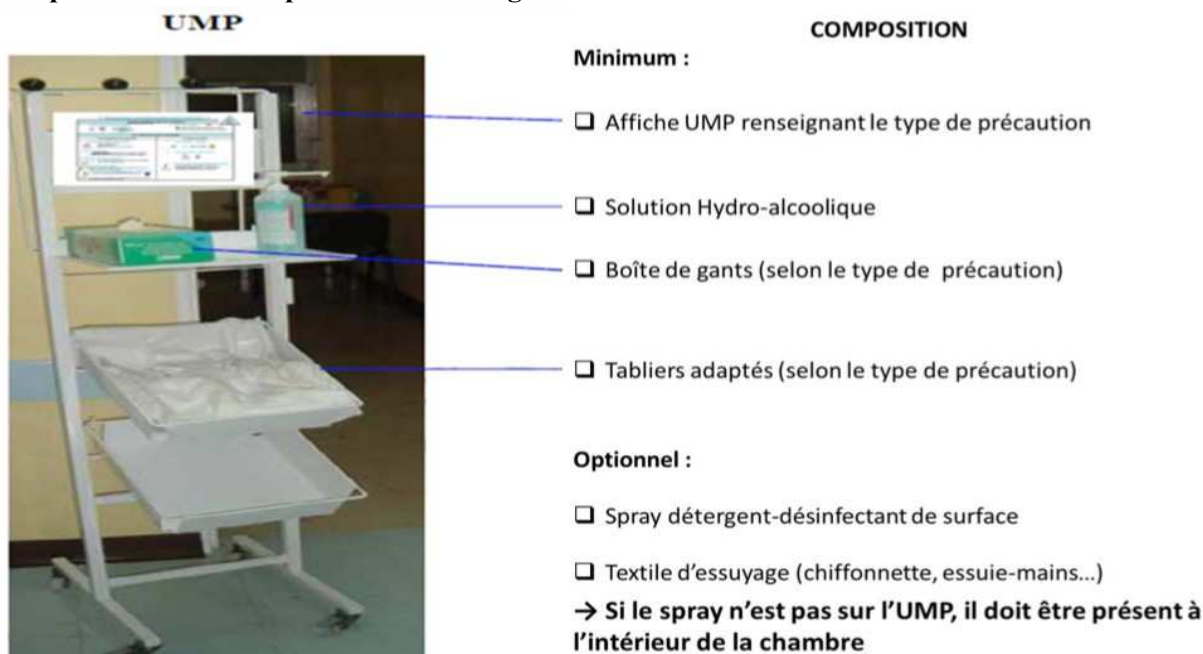 UMP
COMPOSITION
Minimum :
❑ Affiche UMP renseignant le type de précaution
❑ Solution Hydro-alcoolique
❑ Boîte de gants (selon le type de précaution)
❑ Tabliers adaptés (selon le type de précaution)
Optionnel :
❑ Spray détergent-désinfectant de surface
❑ Textile d'essuyage (chiffonnette, essuie-mains...)
→ Si le spray n'est pas sur l'UMP, il doit être présent à
l'intérieur de la chambre